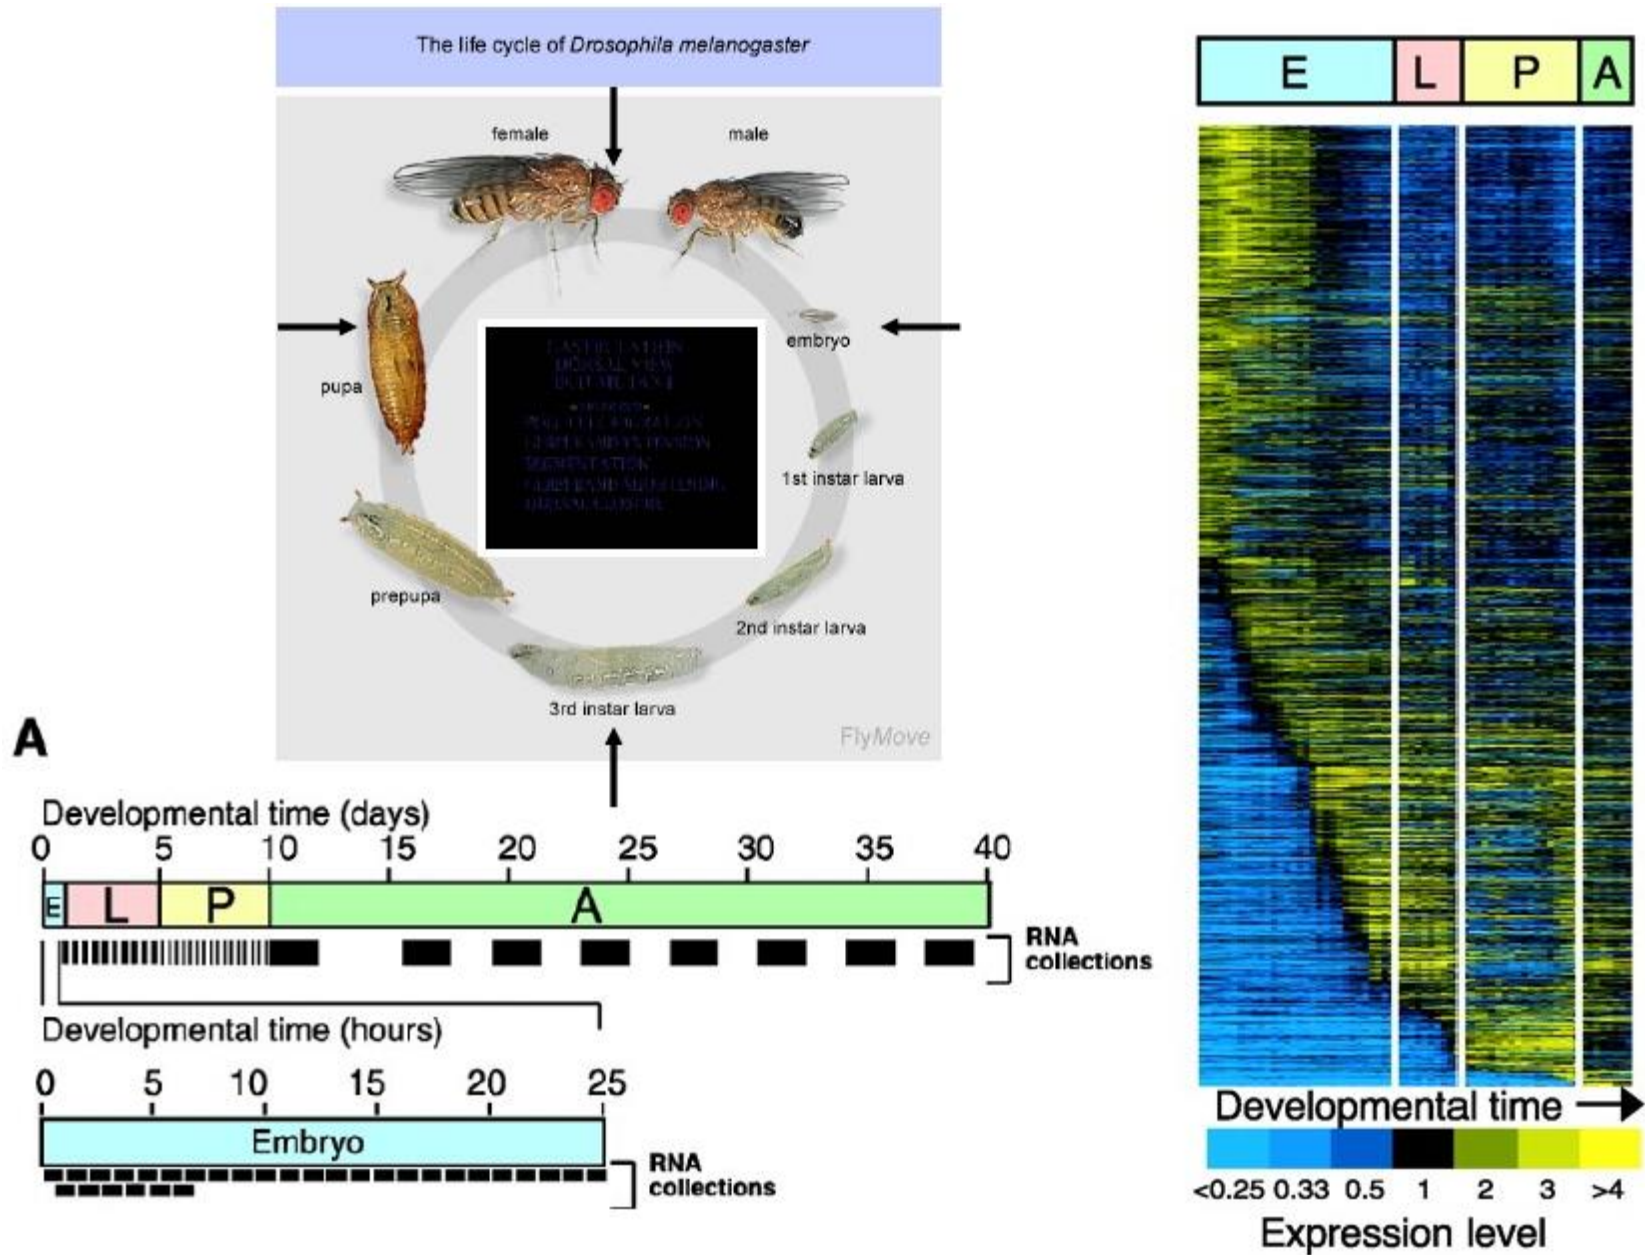 The life cycle of Drosophila melanogaster
female
male
embryo
pupa
1st instar larva
prepupa
2nd instar larva
3rd instar larva
FlyMove
A
Developmental time (days)
0 5 10 15 20 25 30 35 40
E L P A
RNA
collections
Developmental time (hours)
0 5 10 15 20 25
Embryo
RNA
collections
E L P A
Developmental time
<0.25 0.33 0.5 1 2 3 >4
Expression level